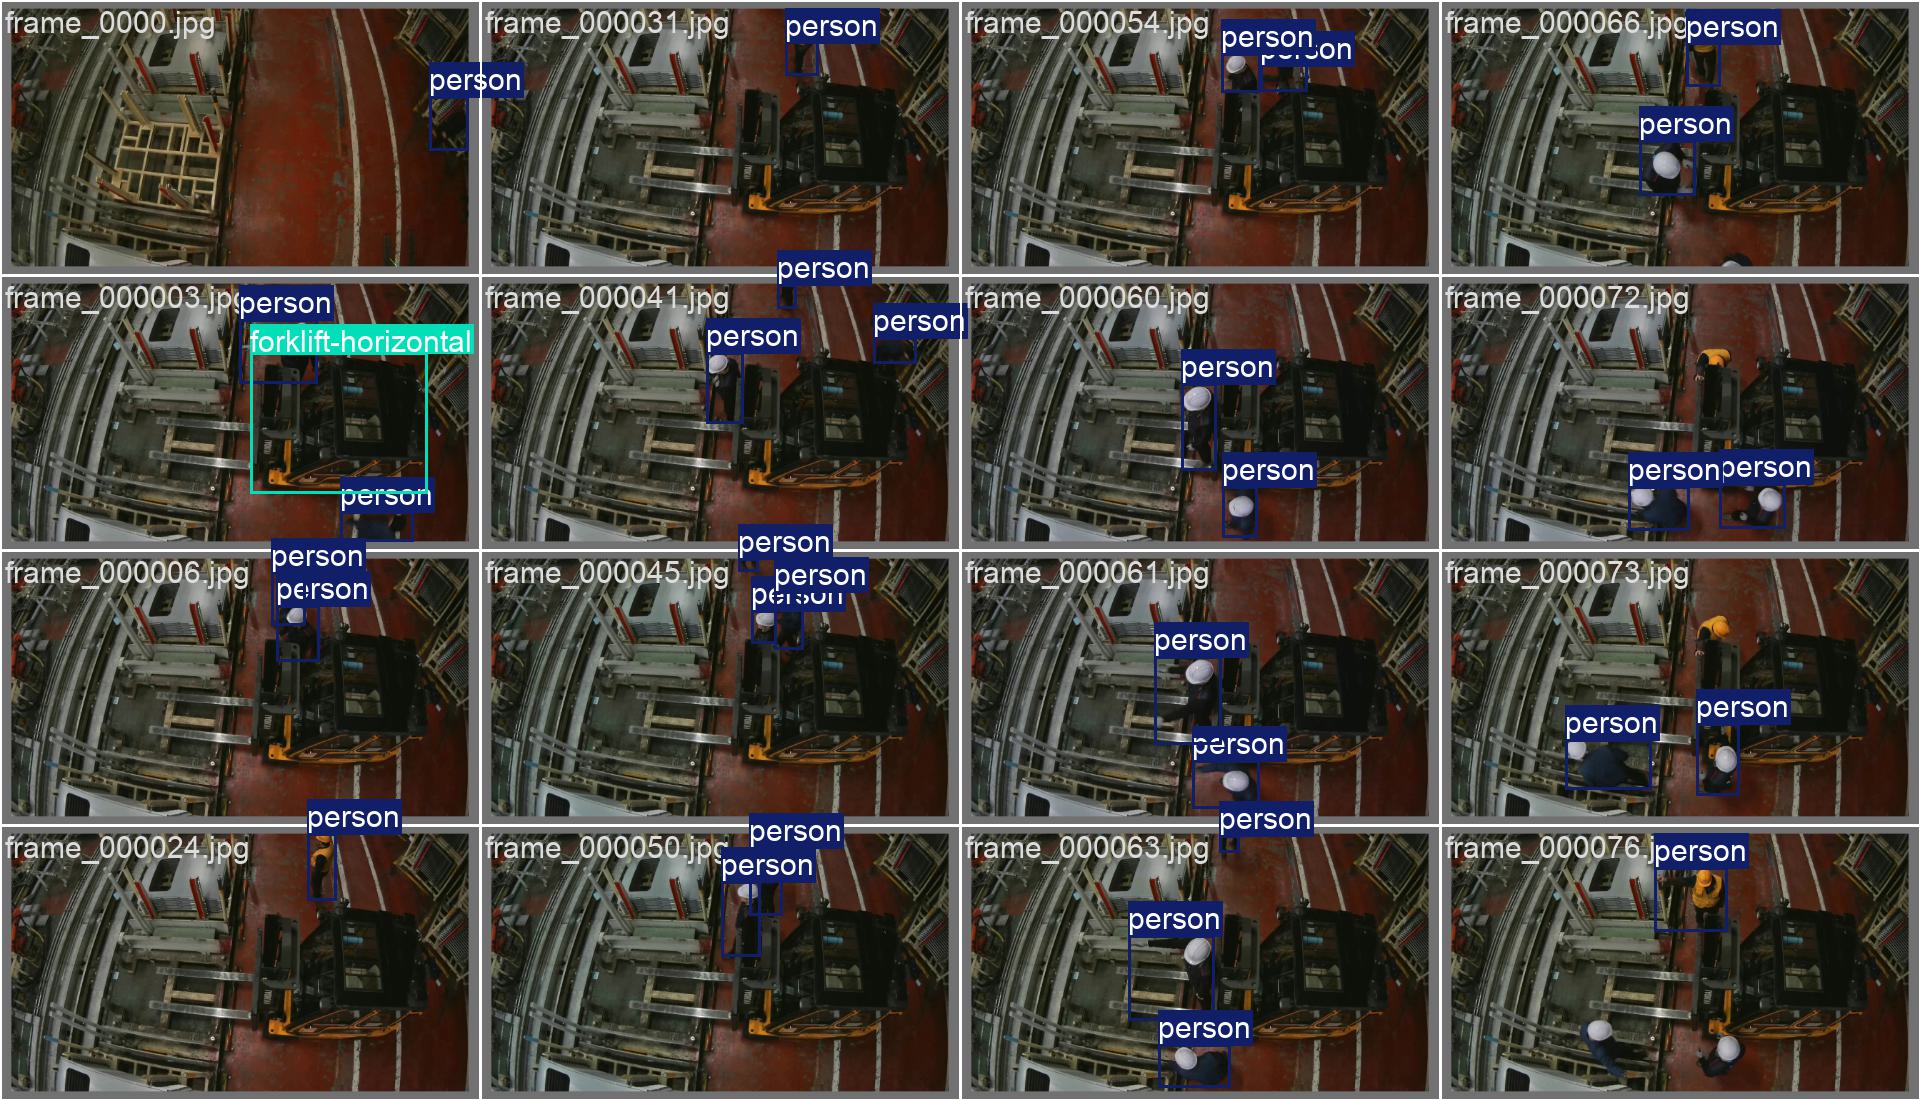 frame_0000.jpg
person
frame_000031.jpg
person
frame_000054.jpg
person
person
frame_000066.jpg
person
person
frame_000003.jpg
person
forklift-horizontal
person
frame_000041.jpg
person
person
person
frame_000060.jpg
person
person
frame_000072.jpg
person
person
frame_000006.jpg
person
person
frame_000045.jpg
person
person
person
frame_000061.jpg
person
person
frame_000073.jpg
person
person
frame_000024.jpg
person
frame_000050.jpg
person
person
frame_000063.jpg
person
person
person
frame_000076.jpg
person